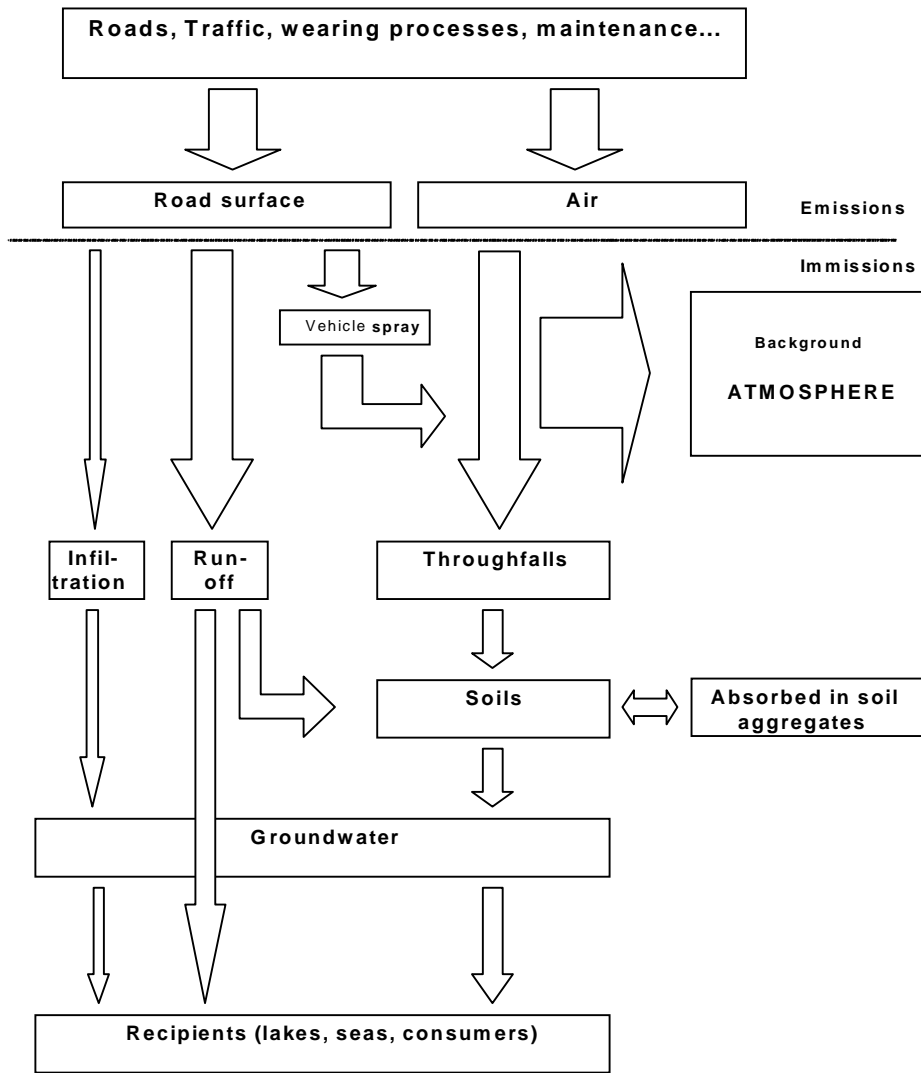 Roads, Traffic, wearing processes, maintenance...
Road surface
Air
Emissions
Immissions
Vehicle spray
Background
ATMOSPHERE
Infil-
tration
Run-
off
Throughfalls
Soils
Absorbed in soil
aggregates
Groundwater
Recipients (lakes, seas, consumers)